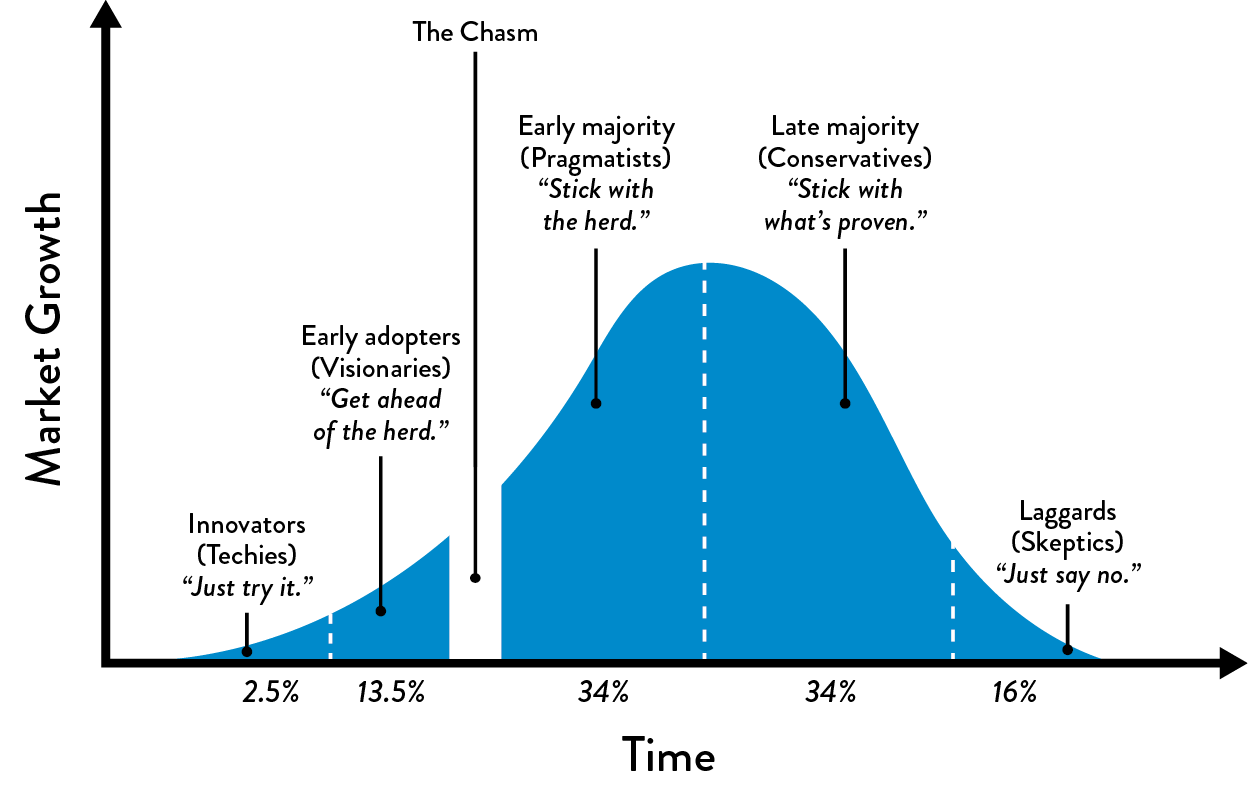 The Chasm
Early majority
(Pragmatists)
“Stick with
the herd.”
Late majority
(Conservatives)
“Stick with
what’s proven.”
Early adopters
(Visionaries)
“Get ahead
of the herd.”
Innovators
(Techies)
“Just try it.”
Laggards
(Skeptics)
“Just say no.”
Market Growth
2.5%
13.5%
34%
34%
16%
Time